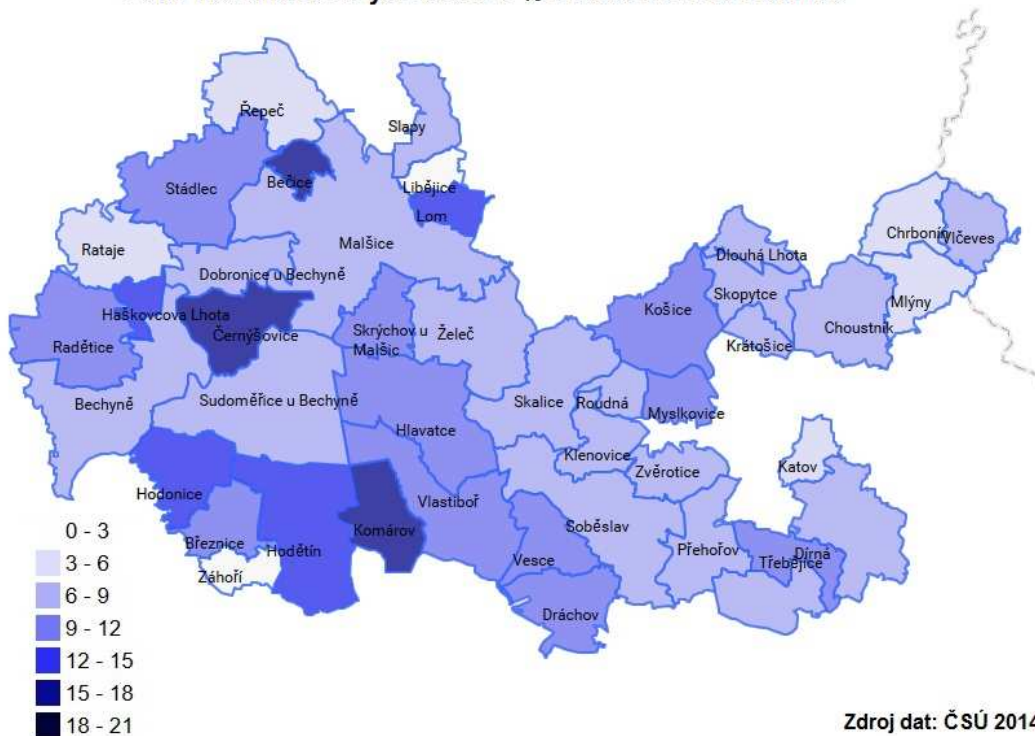 Řepeč
Slapy
Stádlec
Bečice
Libějice
Lom
Rataje
Malšice
Chrbonín
Vlčeves
Dlouhá Lhota
Dobronice u Bechyně
Skopytce
Mlýny
Haškovcova Lhota
Košice
Choustník
Černýšovice
Skrýchov u
Malšic
Želeč
Radětice
Krátošice
Bechyně
Sudoměřice u Bechyně
Skalice
Roudná
Myslkovice
Hlavatce
Klenovice
Zvěrotice
Katov
Hodonice
Vlastiboř
Komárov
Soběslav
Březnice
Hodětín
Přehořov
Dírná
Vesce
Třebějice
Záhoří
Dráchov
0 - 3
3 - 6
6 - 9
9 - 12
12 - 15
15 - 18
18 - 21
Zdroj dat: ČSÚ 2014